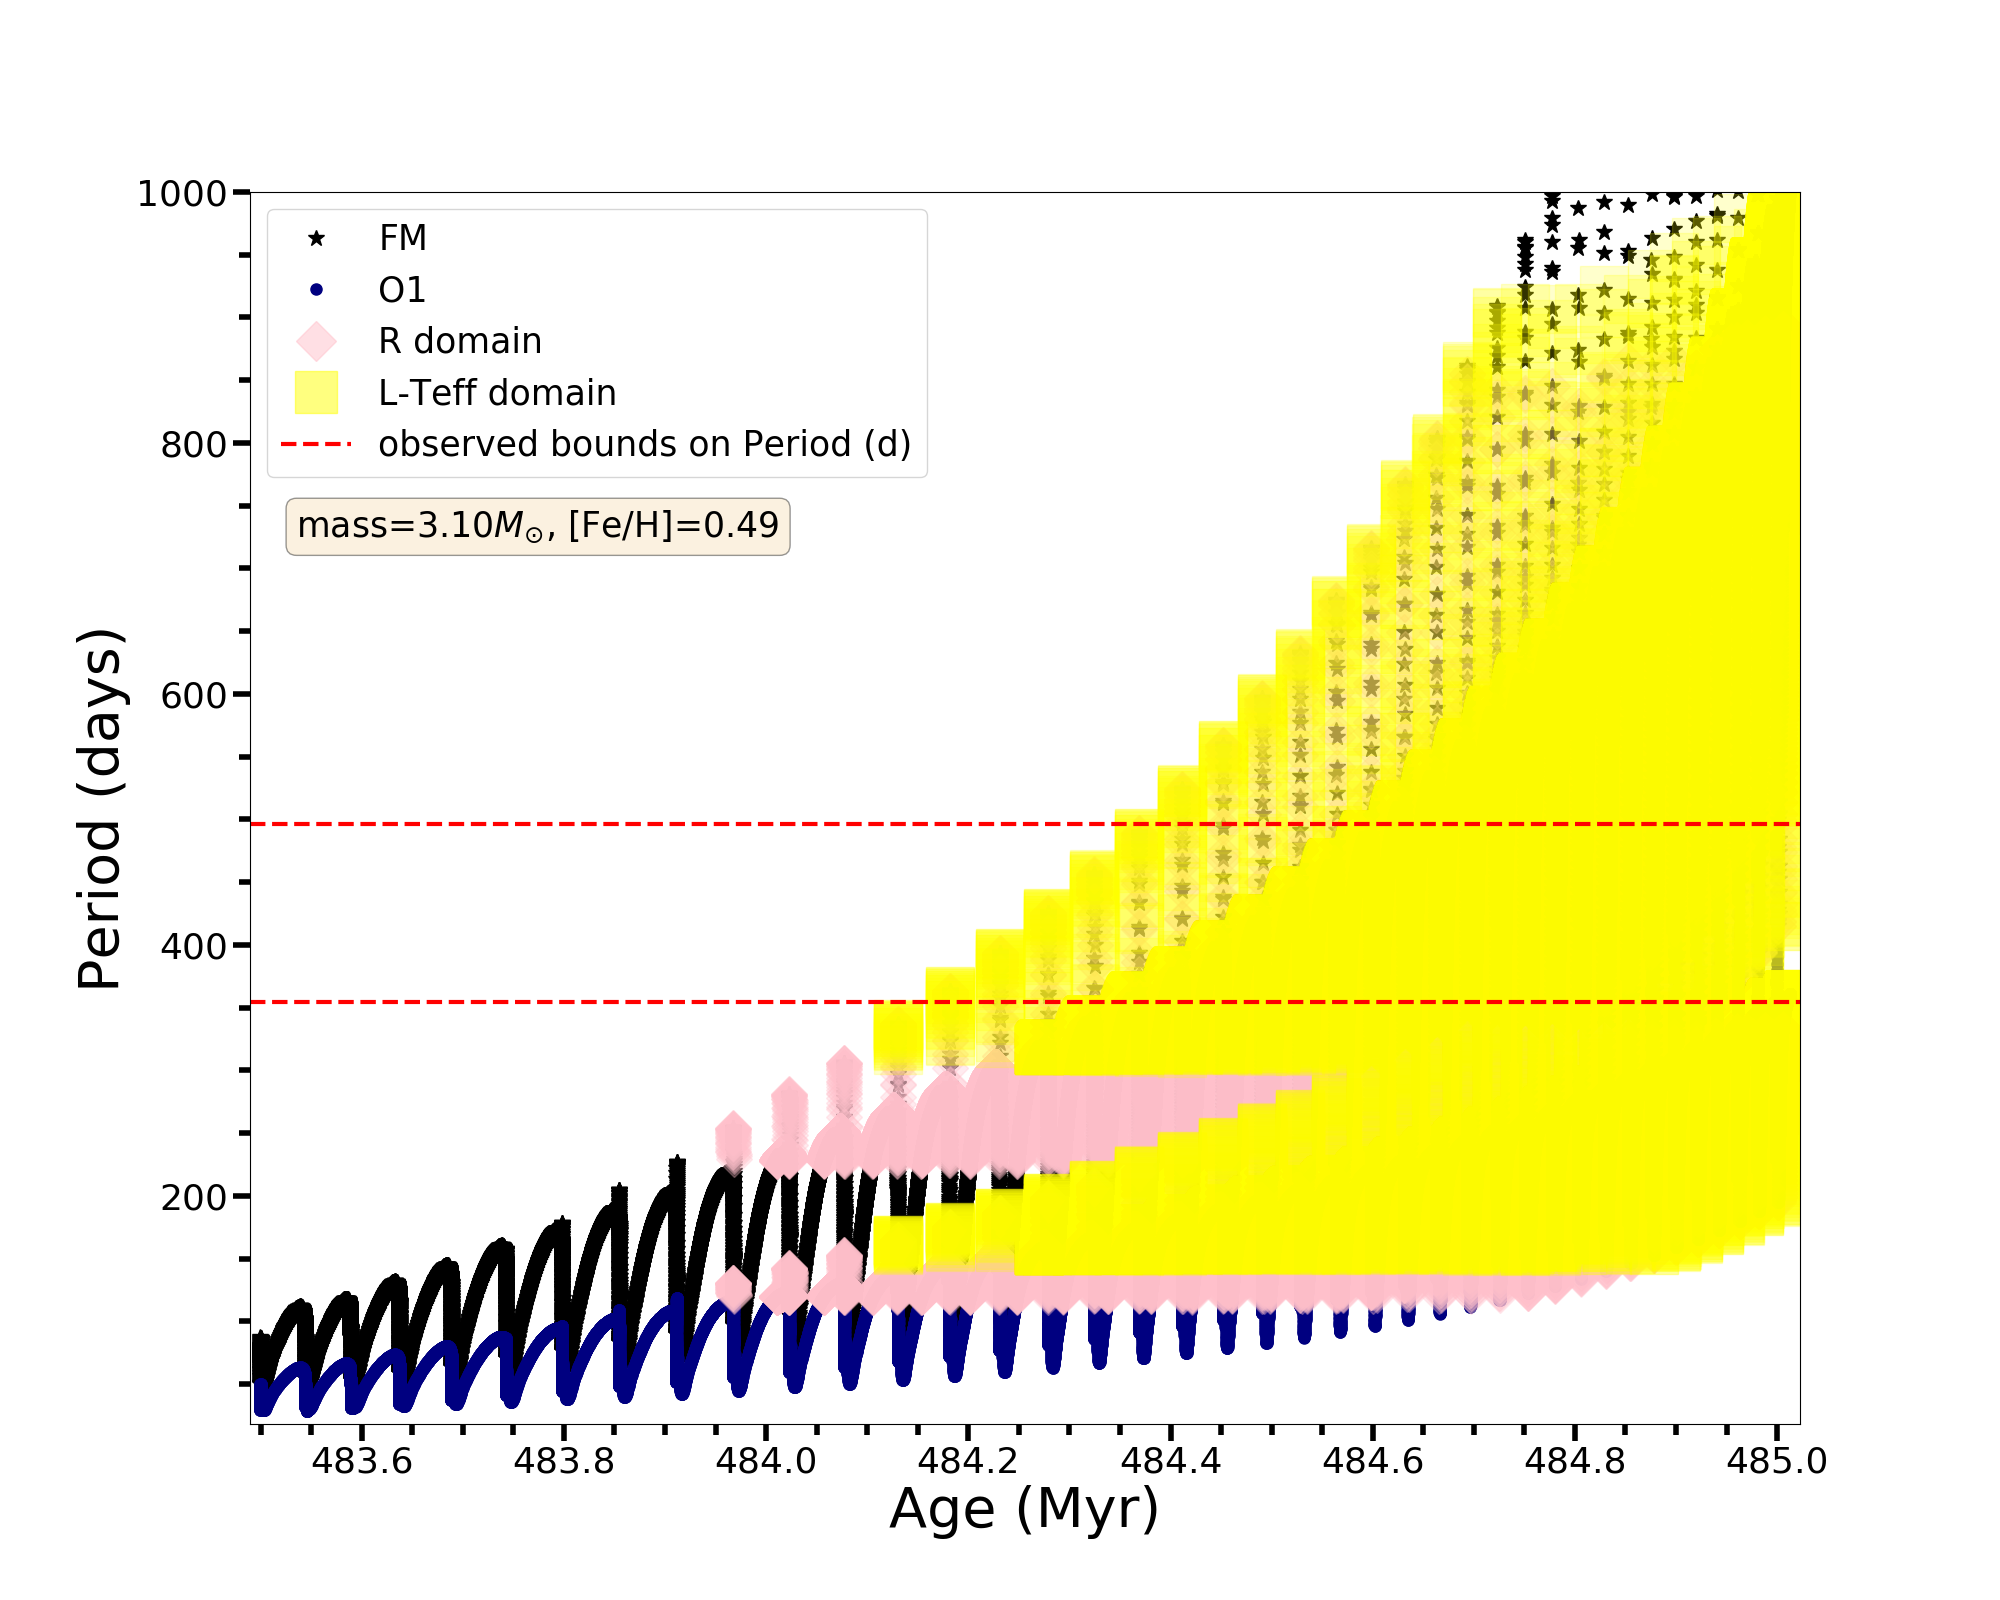 1000
800
600
400
200
Period (days)
FM
O1
R domain
L-Teff domain
observed bounds on Period (d)
mass=3.10M⊙, [Fe/H]=0.49
483.6 483.8 484.0 484.2 484.4 484.6 484.8 485.0
Age (Myr)